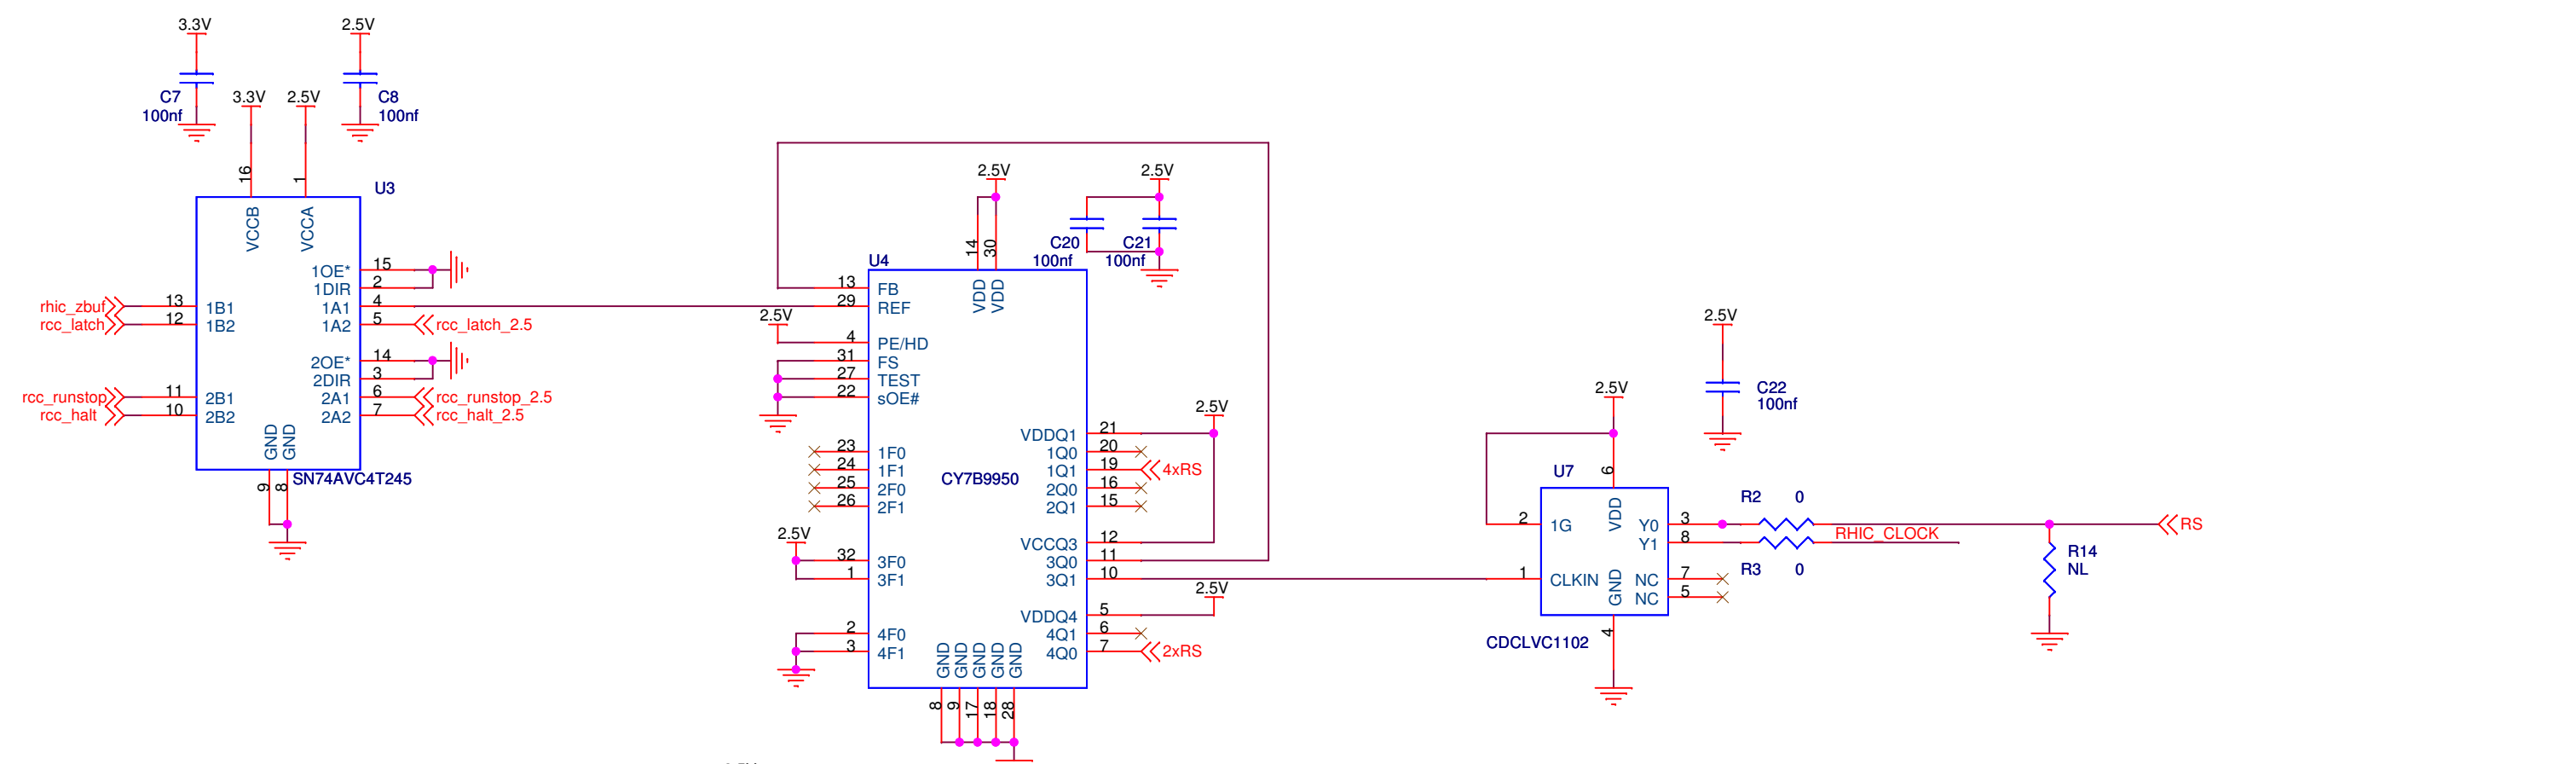 3.3V
2.5V
C7
100nf
C8
100nf
3.3V
2.5V
16
1
U3
VCCB
VCCA
1OE* 15
1DIR 2
rhic_zbuf 13 1B1
1A1 4
rcc_latch 12 1B2
1A2 5 rcc_latch_2.5
2OE* 14
2DIR 3
rcc_runstop 11 2B1
2A1 6 rcc_runstop_2.5
rcc_halt 10 2B2
2A2 7 rcc_halt_2.5
GND
GND
9
8
SN74AVC4T245
2.5V
14
30
VDD
VDD
2.5V
C20
100nf
C21
100nf
U4
13 FB
29 REF
2.5V
4 PE/HD
31 FS
27 TEST
22 sOE#
23 1F0
24 1F1
25 2F0
26 2F1
2.5V
32 3F0
1 3F1
2 4F0
3 4F1
CY7B9950
2.5V
VDDQ1 21
1Q0 20
1Q1 19 4xRS
2Q0 16
2Q1 15
VCCQ3 12
3Q0 11
3Q1 10
2.5V
VDDQ4 5
4Q1 6
4Q0 7 2xRS
GND
GND
GND
GND
GND
8
9
17
18
28
2.5V
C22
100nf
2.5V
U7
6
VDD
2 1G
1 CLKIN
Y0 3
Y1 8
NC 7
NC 5
GND
4
CDCLVC1102
R2 0
RHIC_CLOCK
R3 0
RS
R14
NL